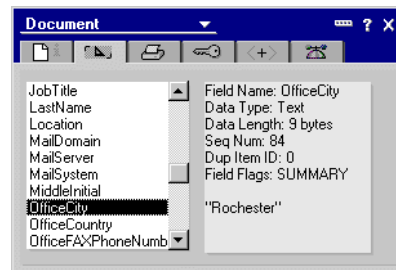 Document
? X
<+>
JobTitle
LastName
Location
MailDomain
MailServer
MailSystem
MiddleInitial
OfficeCity
OfficeCountry
OfficeFAXPhoneNumb
Field Name: OfficeCity
Data Type: Text
Data Length: 9 bytes
Seq Num: 84
Dup Item ID: 0
Field Flags: SUMMARY
"Rochester"